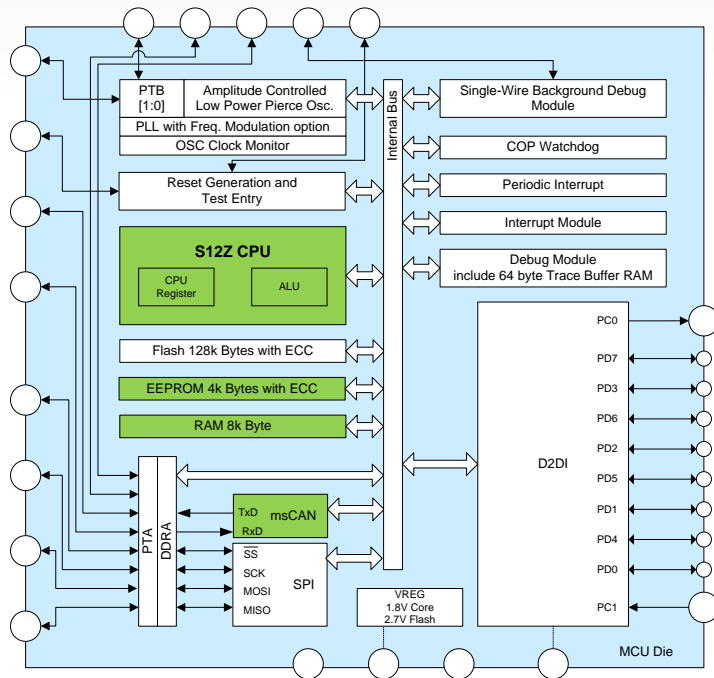 PTB
[1:0]
Amplitude Controlled
Low Power Pierce Osc.
PLL with Freq. Modulation option
OSC Clock Monitor
Reset Generation and
Test Entry
S12Z CPU
CPU
Register
ALU
Flash 128k Bytes with ECC
EEPROM 4k Bytes with ECC
RAM 8k Byte
PTA
DDRA
TxD
msCAN
RxD
SS
SCK
SPI
MOSI
MISO
Internal Bus
Single-Wire Background Debug
Module
COP Watchdog
Periodic Interrupt
Interrupt Module
Debug Module
include 64 byte Trace Buffer RAM
D2DI
PC0
PD7
PD3
PD6
PD2
PD5
PD1
PD4
PD0
PC1
VREG
1.8V Core
2.7V Flash
MCU Die